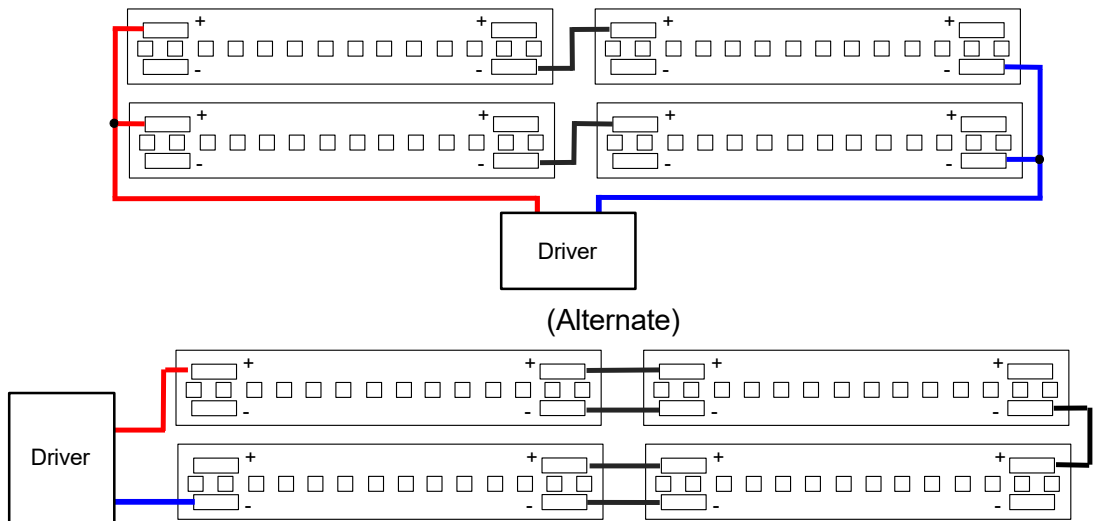 + + + +
- - - -
+ + + +
- - - -
Driver
(Alternate)
+ + + +
- - - -
Driver
+ + + +
- - - -